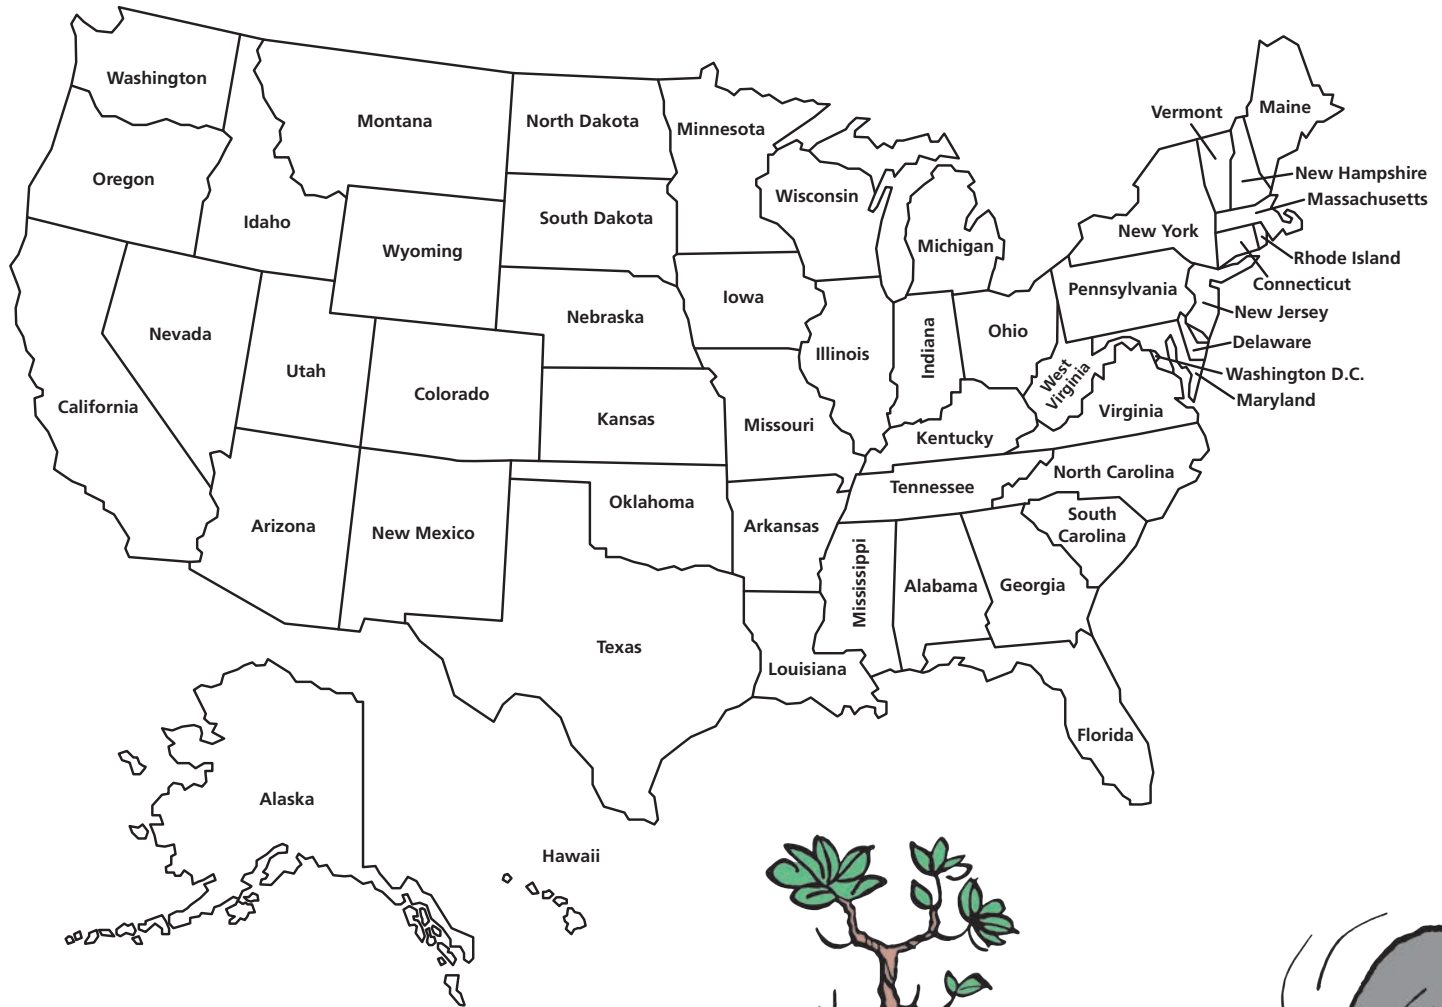 Washington
Montana
North Dakota
Minnesota
Vermont
Maine
Oregon
Idaho
Wyoming
South Dakota
Wisconsin
Michigan
New York
New Hampshire
Massachusetts
Rhode Island
Connecticut
New Jersey
Delaware
Washington D.C.
Maryland
Nevada
Utah
Colorado
Nebraska
Iowa
Illinois
Indiana
Ohio
Pennsylvania
West
Virginia
Virginia
California
Kansas
Missouri
Kentucky
Arizona
New Mexico
Oklahoma
Arkansas
Tennessee
North Carolina
South
Carolina
Mississippi
Alabama
Georgia
Texas
Louisiana
Florida
Alaska
Hawaii